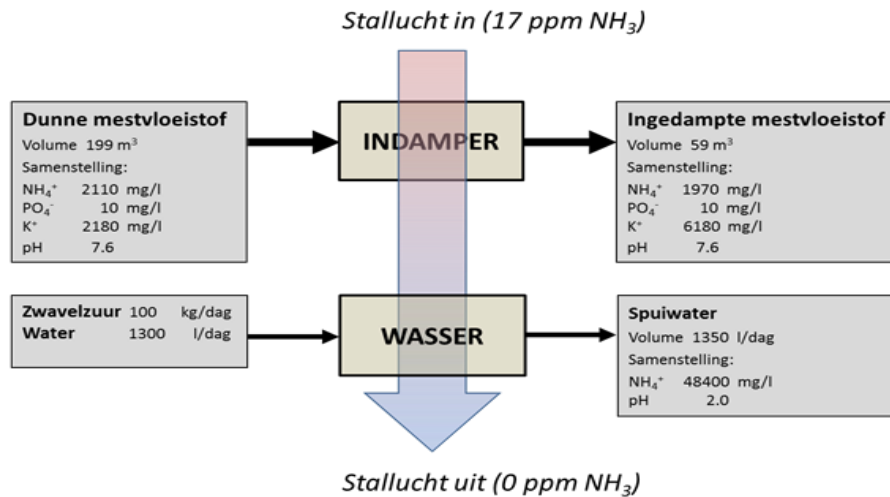 Stallucht in (17 ppm NH₃)
Dunne mestvloeistof
Volume 199 m³
Samenstelling:
NH₄⁺ 2110 mg/l
PO₄⁻ 10 mg/l
K⁺ 2180 mg/l
pH 7.6
INDAMPER
Ingedampte mestvloeistof
Volume 59 m³
Samenstelling:
NH₄⁺ 1970 mg/l
PO₄⁻ 10 mg/l
K⁺ 6180 mg/l
pH 7.6
Zwavelzuur 100 kg/dag
Water 1300 l/dag
WASSER
Spuiwater
Volume 1350 l/dag
Samenstelling:
NH₄⁺ 48400 mg/l
pH 2.0
Stallucht uit (0 ppm NH₃)